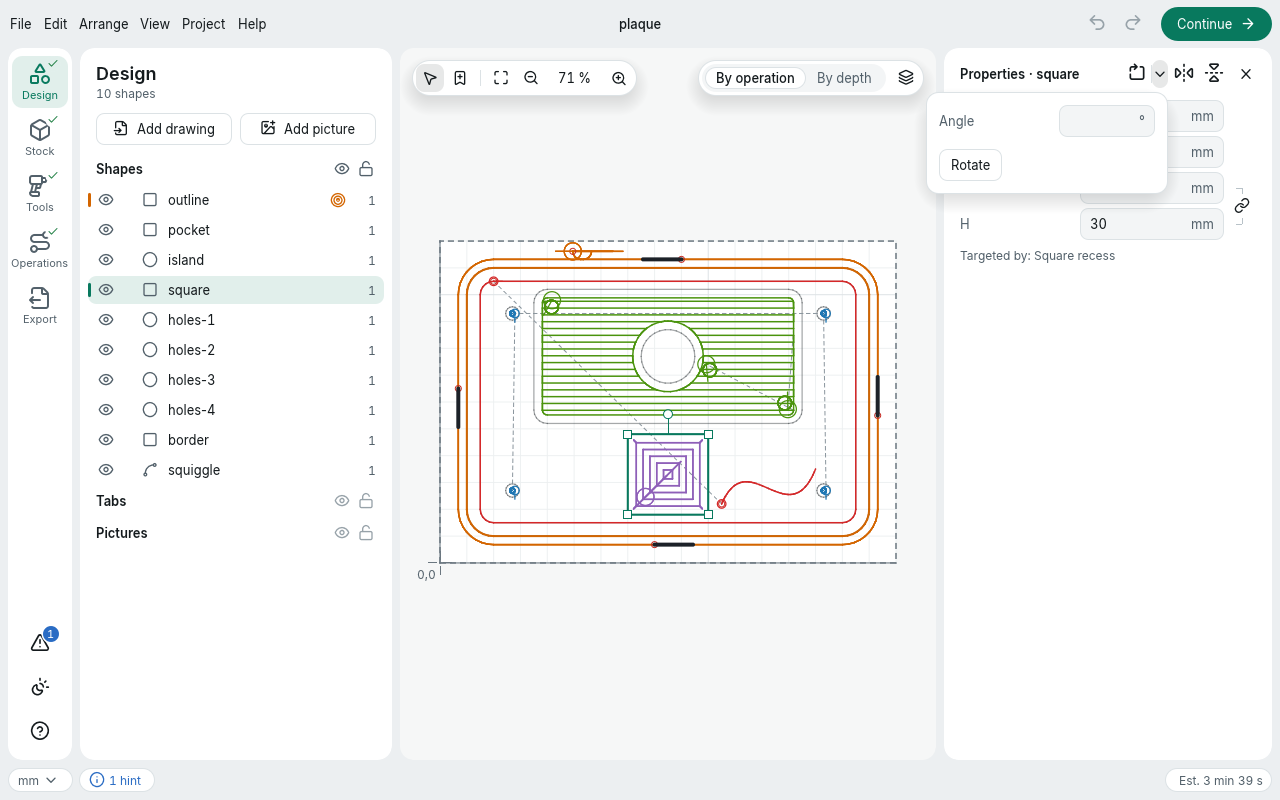 File Edit Arrange View Project Help
plaque
Continue
Design
Stock
Tools
Operations
Export
1
Design
10 shapes
Add drawing
Add picture
Shapes
outline 1
pocket 1
island 1
square 1
holes-1 1
holes-2 1
holes-3 1
holes-4 1
border 1
squiggle 1
Tabs
Pictures
71 %
By operation
By depth
0,0
Properties · square
Angle °
Rotate
mm
mm
mm
H 30 mm
Targeted by: Square recess
mm
1 hint
Est. 3 min 39 s